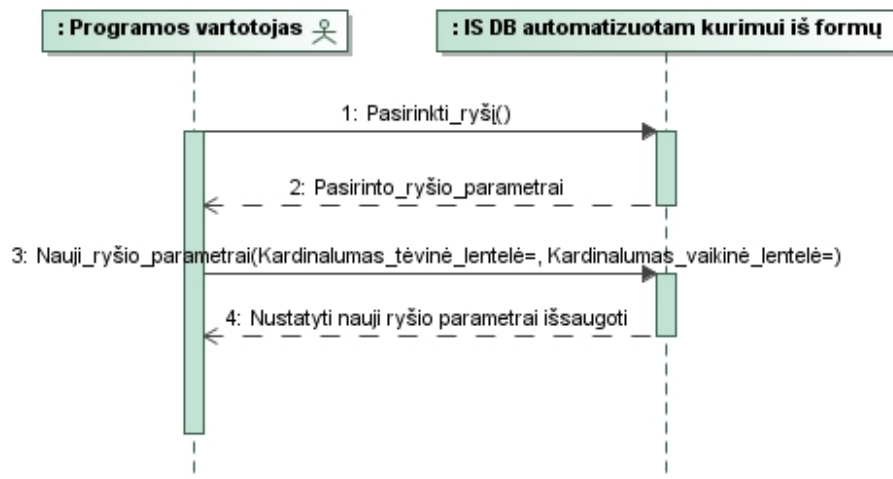 : Programos vartotojas
: IS DB automatizuotam kurimui iš formų
1: Pasirinkti_ryšį()
2: Pasirinto_ryšio_parametrai
3: Nauji_ryšio_parametrai(Kardinalumas_tėvinė_lentelė=, Kardinalumas_vaikinė_lentelė=)
4: Nustatyti nauji ryšio parametrai išsaugoti